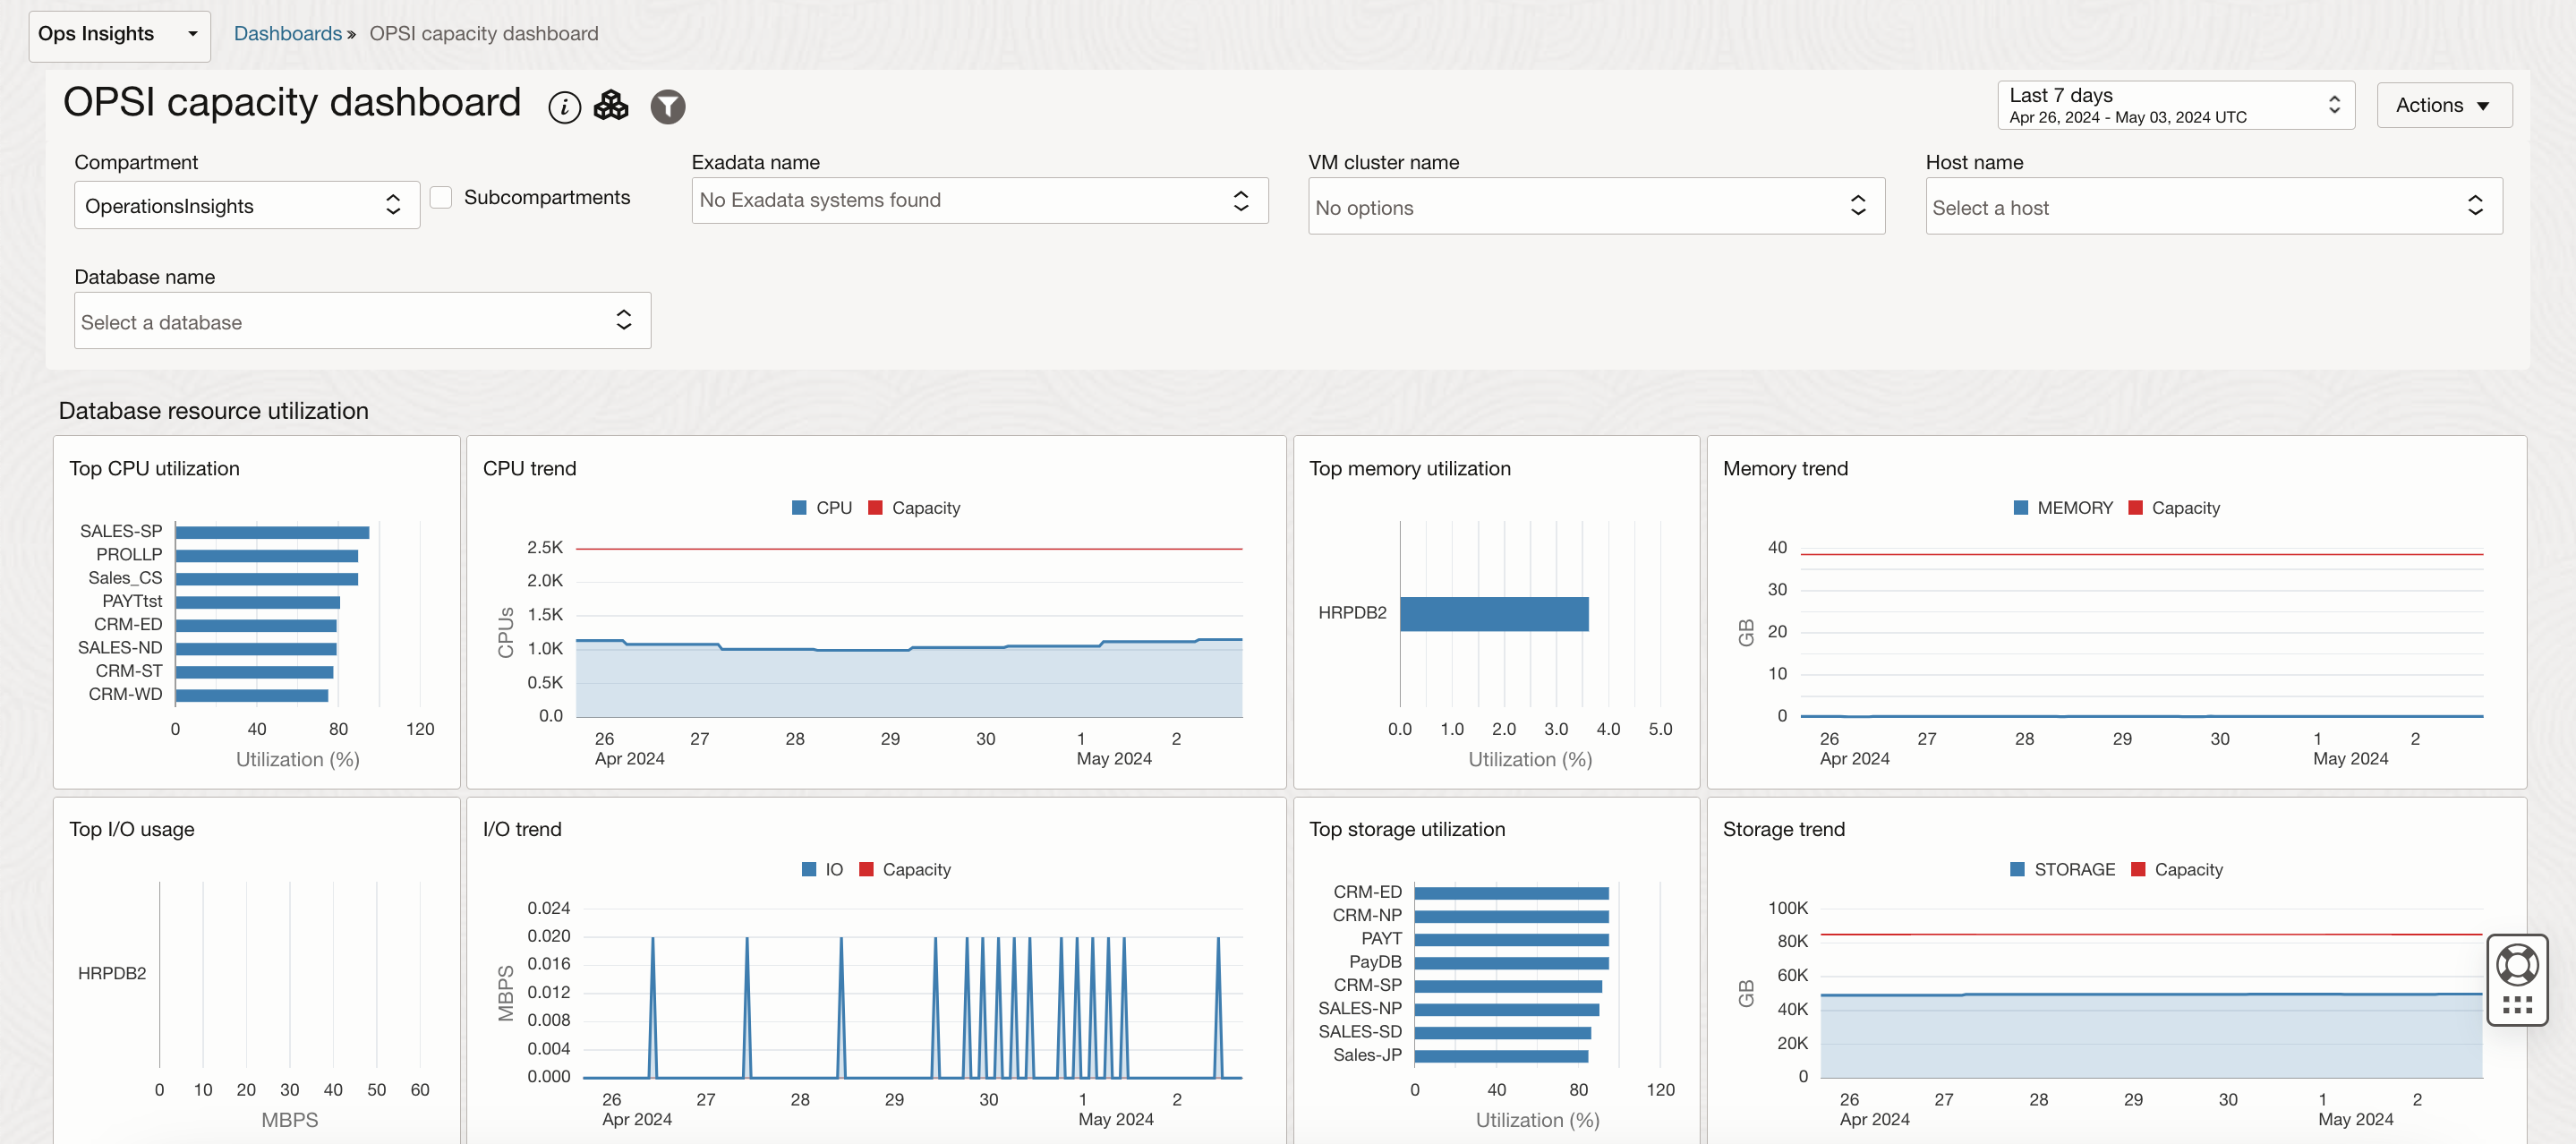 Ops Insights
Dashboards » OPSI capacity dashboard
OPSI capacity dashboard
Last 7 days
Apr 26, 2024 - May 03, 2024 UTC
Actions
Compartment
OperationsInsights
Subcompartments
Exadata name
No Exadata systems found
VM cluster name
No options
Host name
Select a host
Database name
Select a database
Database resource utilization
Top CPU utilization
SALES-SP
PROLLP
Sales_CS
PAYTtst
CRM-ED
SALES-ND
CRM-ST
CRM-WD
0 40 80 120
Utilization (%)
CPU trend
CPU Capacity
2.5K
2.0K
1.5K
1.0K
0.5K
0.0
CPUs
26 27 28 29 30 1 2
Apr 2024 May 2024
Top memory utilization
HRPDB2
0.0 1.0 2.0 3.0 4.0 5.0
Utilization (%)
Memory trend
MEMORY Capacity
40
30
20
10
0
GB
26 27 28 29 30 1 2
Apr 2024 May 2024
Top I/O usage
HRPDB2
0 10 20 30 40 50 60
MBPS
I/O trend
IO Capacity
0.024
0.020
0.016
0.012
0.008
0.004
0.000
MBPS
26 27 28 29 30 1 2
Apr 2024 May 2024
Top storage utilization
CRM-ED
CRM-NP
PAYT
PayDB
CRM-SP
SALES-NP
SALES-SD
Sales-JP
0 40 80 120
Utilization (%)
Storage trend
STORAGE Capacity
100K
80K
60K
40K
20K
0
GB
26 27 28 29 30 1 2
Apr 2024 May 2024